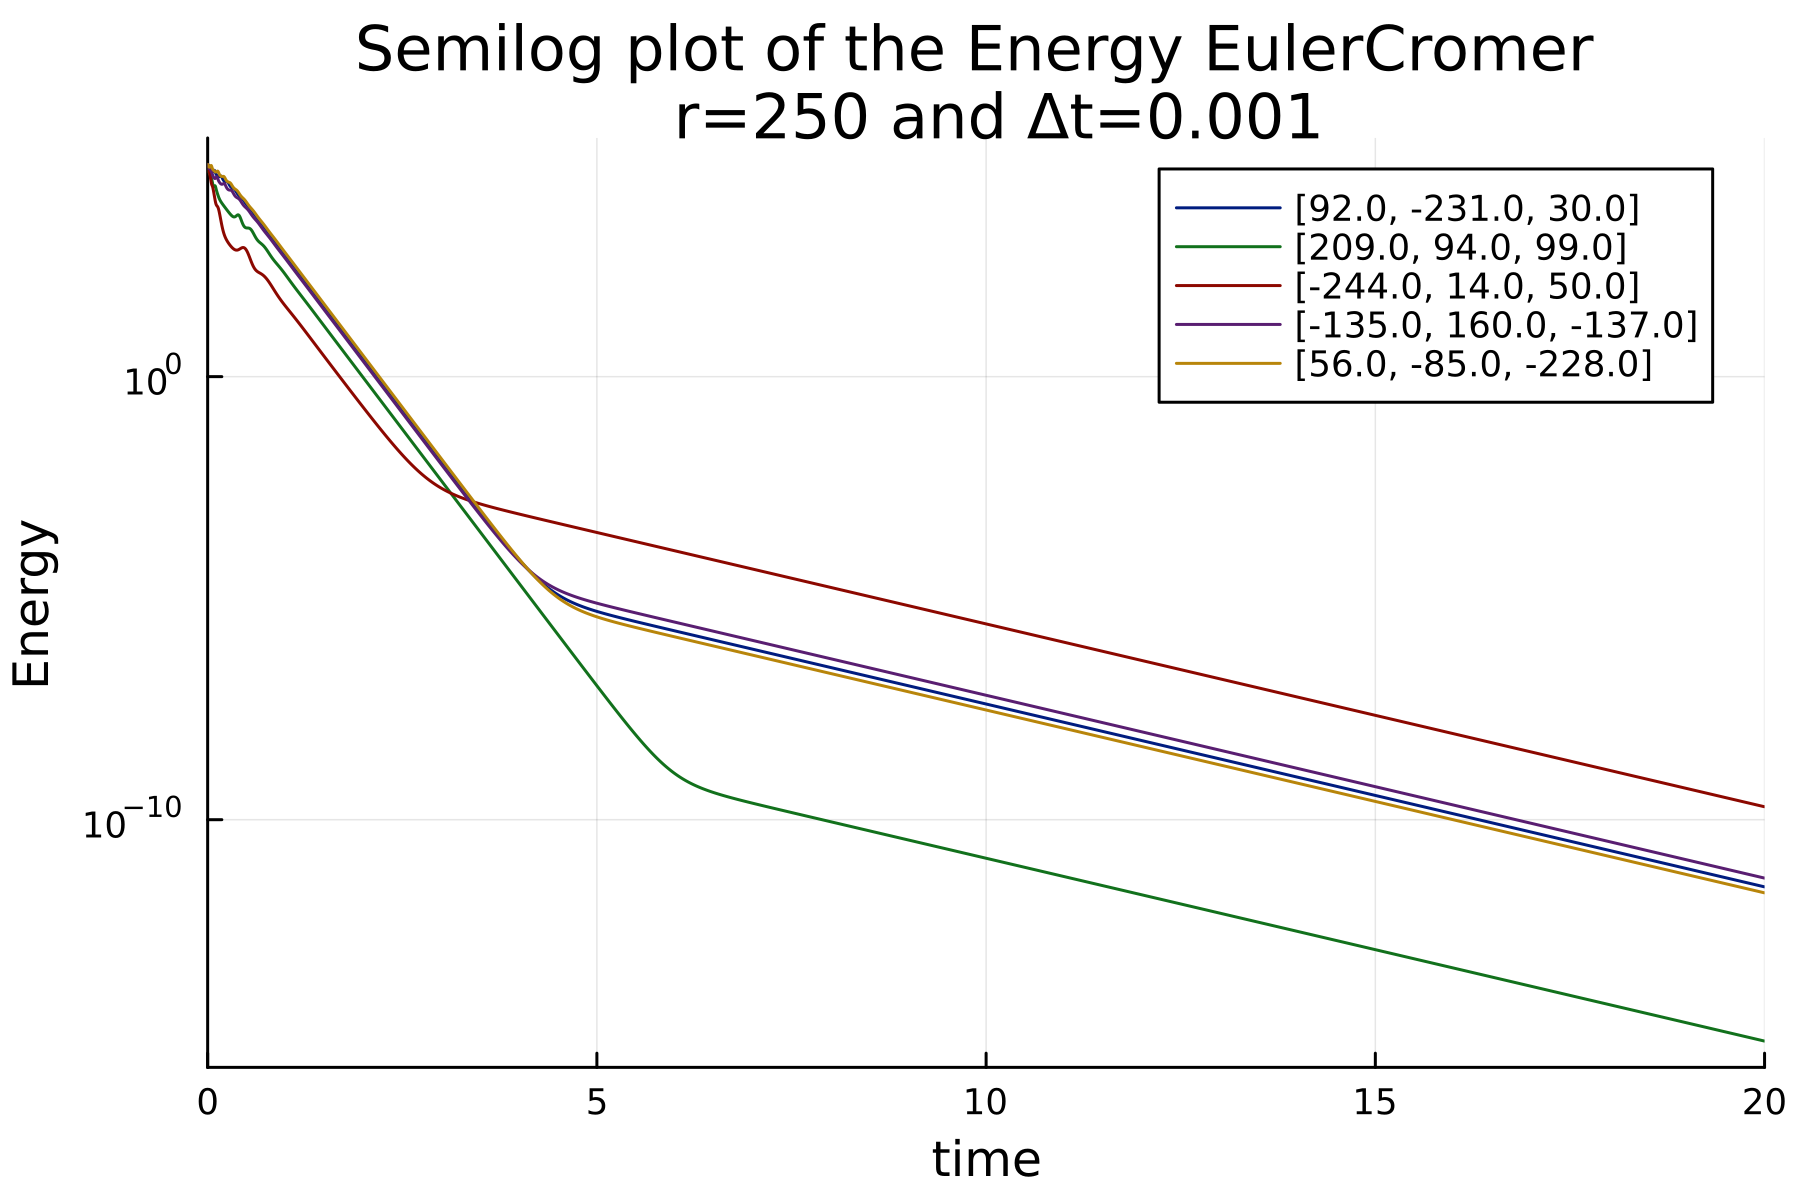 Semilog plot of the Energy EulerCromer
r=250 and Δt=0.001
[92.0, -231.0, 30.0]
[209.0, 94.0, 99.0]
[-244.0, 14.0, 50.0]
[-135.0, 160.0, -137.0]
[56.0, -85.0, -228.0]
10⁰
10⁻¹⁰
Energy
0 5 10 15 20
time